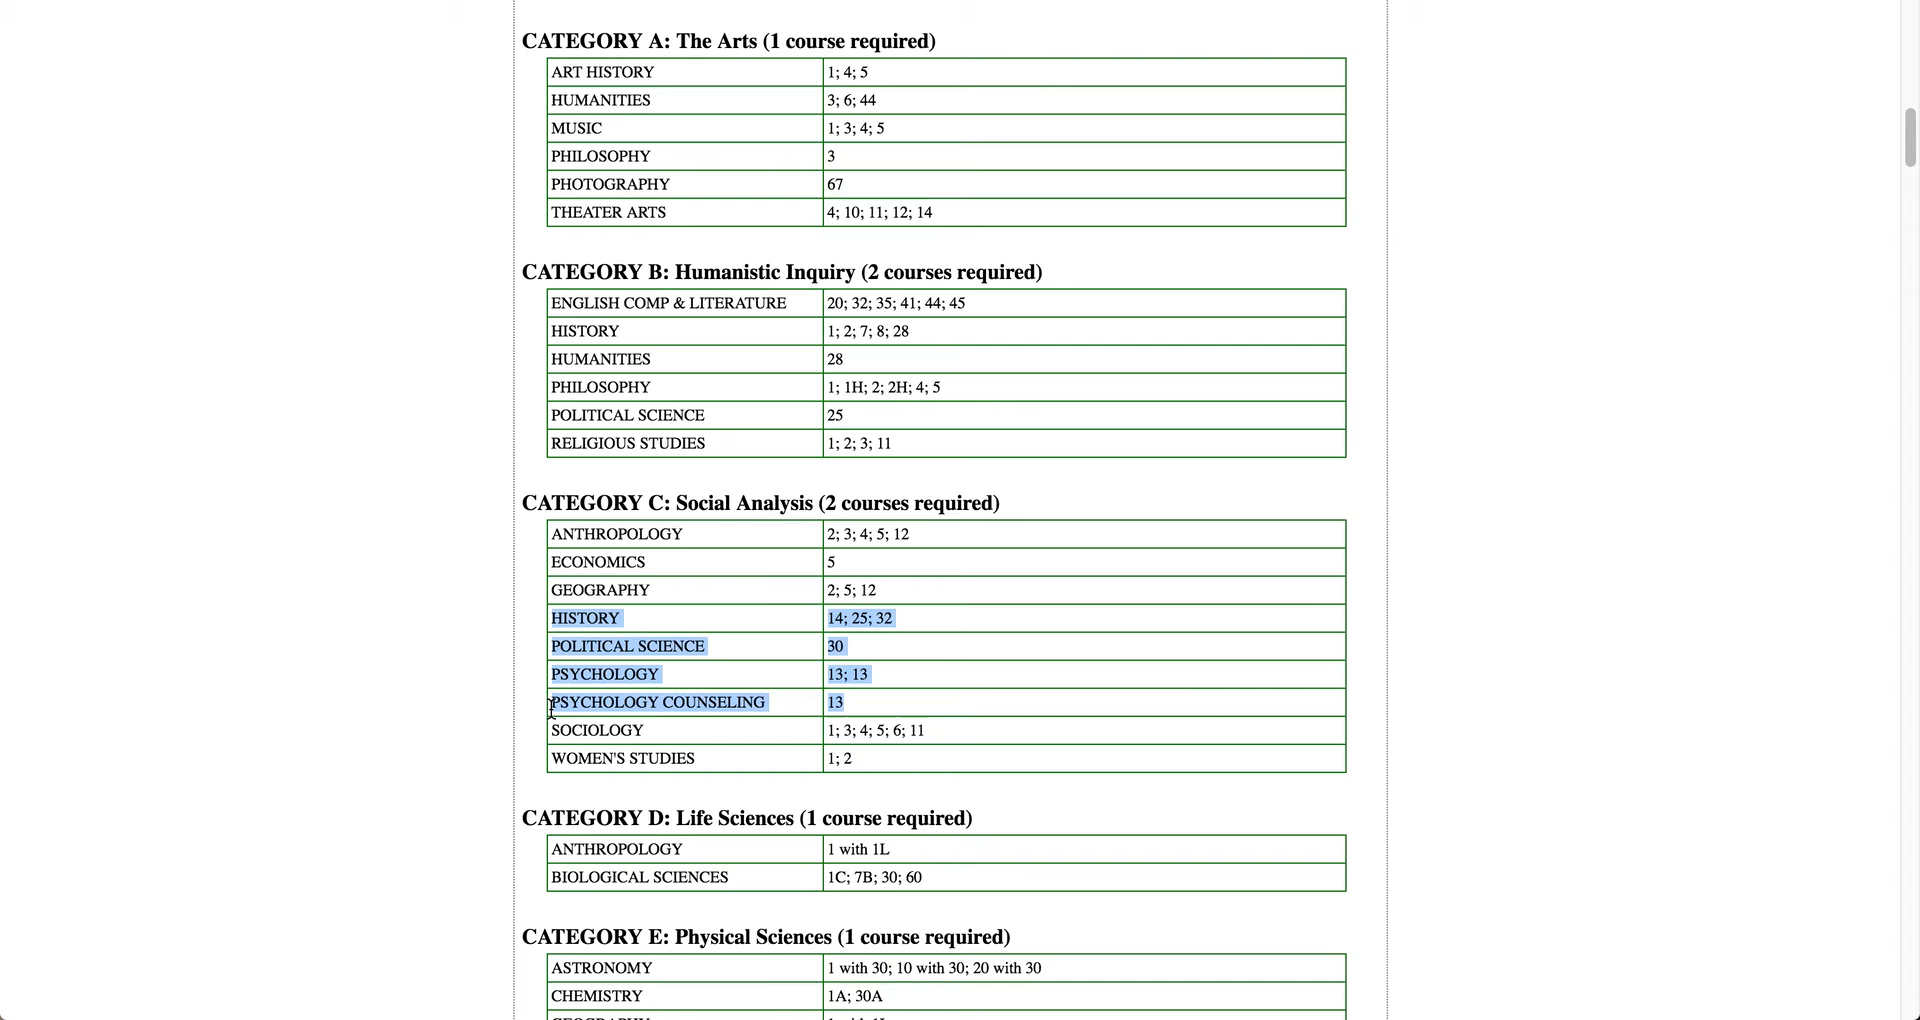 CATEGORY A: The Arts (1 course required)
ART HISTORY 1; 4; 5
HUMANITIES 3; 6; 44
MUSIC 1; 3; 4; 5
PHILOSOPHY 3
PHOTOGRAPHY 67
THEATER ARTS 4; 10; 11; 12; 14
CATEGORY B: Humanistic Inquiry (2 courses required)
ENGLISH COMP & LITERATURE 20; 32; 35; 41; 44; 45
HISTORY 1; 2; 7; 8; 28
HUMANITIES 28
PHILOSOPHY 1; 1H; 2; 2H; 4; 5
POLITICAL SCIENCE 25
RELIGIOUS STUDIES 1; 2; 3; 11
CATEGORY C: Social Analysis (2 courses required)
ANTHROPOLOGY 2; 3; 4; 5; 12
ECONOMICS 5
GEOGRAPHY 2; 5; 12
HISTORY 14; 25; 32
POLITICAL SCIENCE 30
PSYCHOLOGY 13; 13
PSYCHOLOGY COUNSELING 13
SOCIOLOGY 1; 3; 4; 5; 6; 11
WOMEN'S STUDIES 1; 2
CATEGORY D: Life Sciences (1 course required)
ANTHROPOLOGY 1 with 1L
BIOLOGICAL SCIENCES 1C; 7B; 30; 60
CATEGORY E: Physical Sciences (1 course required)
ASTRONOMY 1 with 30; 10 with 30; 20 with 30
CHEMISTRY 1A; 30A